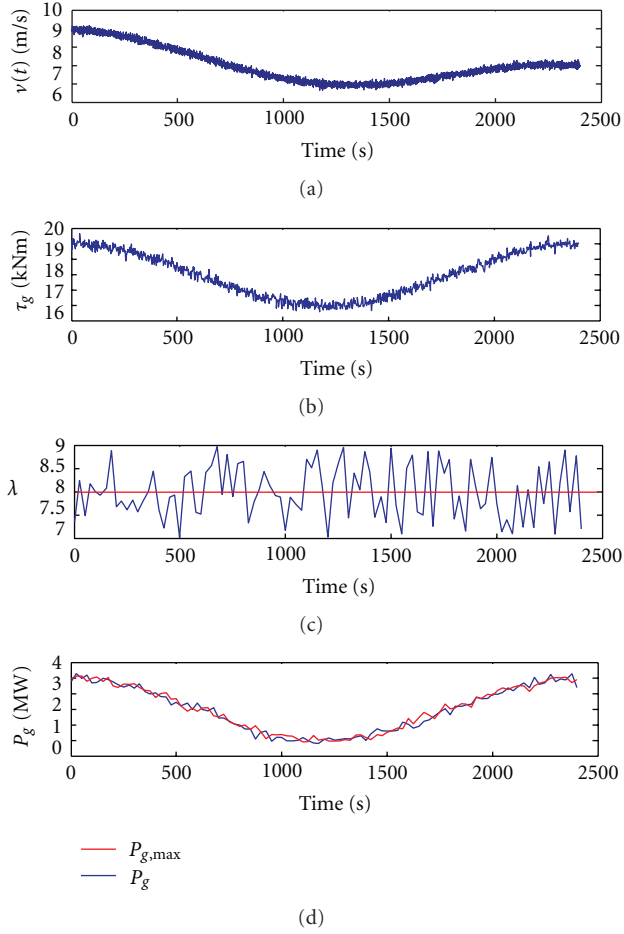 10
9
8
7
6
v(t) (m/s)
0 500 1000 1500 2000 2500
Time (s)
(a)
20
19
18
17
16
τg (kNm)
0 500 1000 1500 2000 2500
Time (s)
(b)
9
8.5
8
7.5
7
λ
0 500 1000 1500 2000 2500
Time (s)
(c)
4
3
2
1
0
Pg (MW)
0 500 1000 1500 2000 2500
Time (s)
Pg,max
Pg
(d)